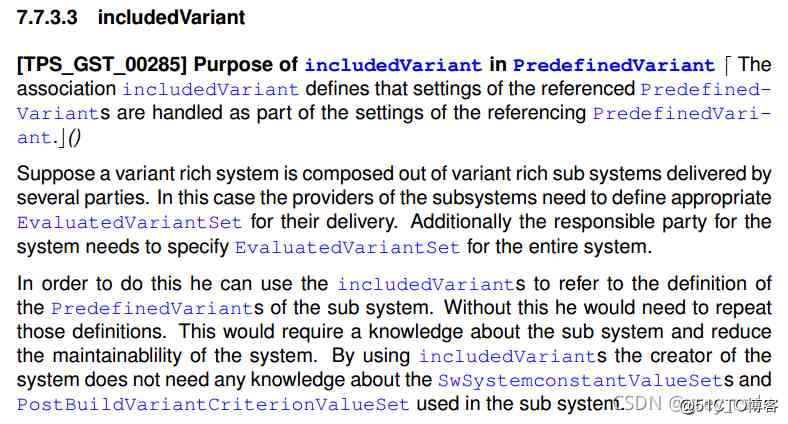 7.7.3.3 includedVariant
[TPS_GST_00285] Purpose of includedVariant in PredefinedVariant ⌈ The
association includedVariant defines that settings of the referenced Predefined-
Variants are handled as part of the settings of the referencing PredefinedVari-
ant.⌋()
Suppose a variant rich system is composed out of variant rich sub systems delivered by
several parties. In this case the providers of the subsystems need to define appropriate
EvaluatedVariantSet for their delivery. Additionally the responsible party for the
system needs to specify EvaluatedVariantSet for the entire system.
In order to do this he can use the includedVariants to refer to the definition of
the PredefinedVariants of the sub system. Without this he would need to repeat
those definitions. This would require a knowledge about the sub system and reduce
the maintainablility of the system. By using includedVariants the creator of the
system does not need any knowledge about the SwSystemconstantValueSets and
PostBuildVariantCriterionValueSet used in the sub system.
CSDN
@51CTO博客